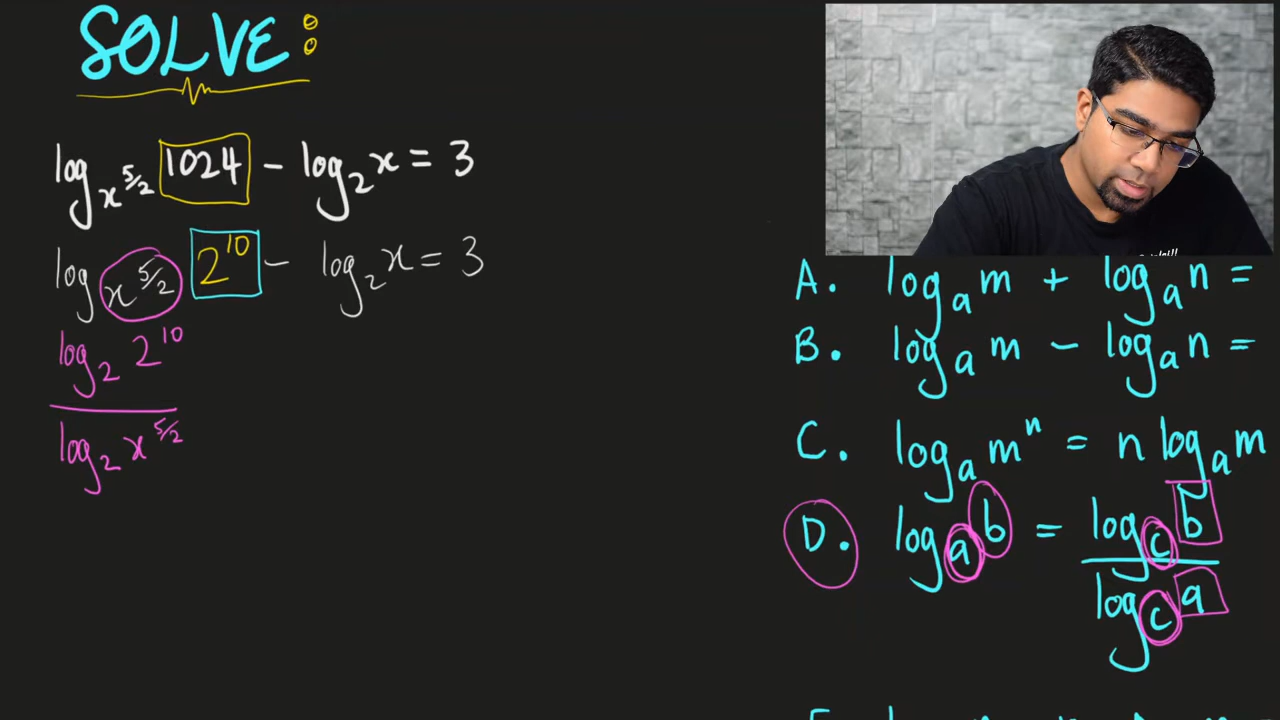 SOLVE:
log_{x^{5/2}} 1024 - log_2 x = 3
log_{x^{5/2}} 2^{10} - log_2 x = 3
log_2 2^{10}
log_2 x^{5/2}
A. log_a m + log_a n =
B. log_a m - log_a n =
C. log_a m^n = n log_a m
D. log_a b = log_c b
log_c a